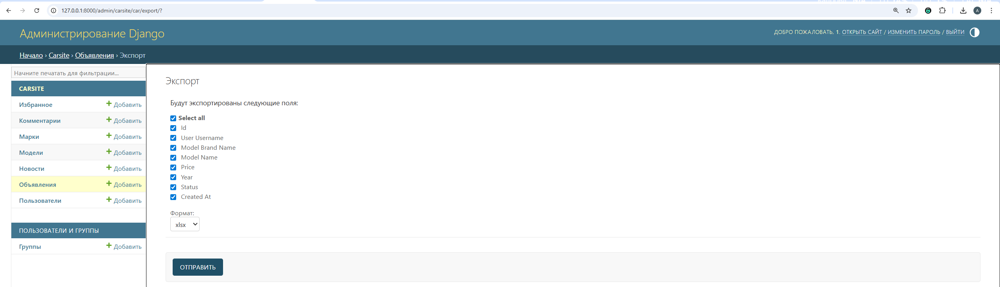 127.0.0.1:8000/admin/carsite/car/export/?
A
Администрирование Django
ДОБРО ПОЖАЛОВАТЬ, 1. ОТКРЫТЬ САЙТ / ИЗМЕНИТЬ ПАРОЛЬ / ВЫЙТИ
Начало › Carsite › Объявления › Экспорт
Начните печатать для фильтрации...
CARSITE
Избранное Добавить
Комментарии Добавить
Марки Добавить
Модели Добавить
Новости Добавить
Объявления Добавить
Пользователи Добавить
ПОЛЬЗОВАТЕЛИ И ГРУППЫ
Группы Добавить
Экспорт
Будут экспортированы следующие поля:
Select all
Id
User Username
Model Brand Name
Model Name
Price
Year
Status
Created At
Формат:
xlsx
ОТПРАВИТЬ